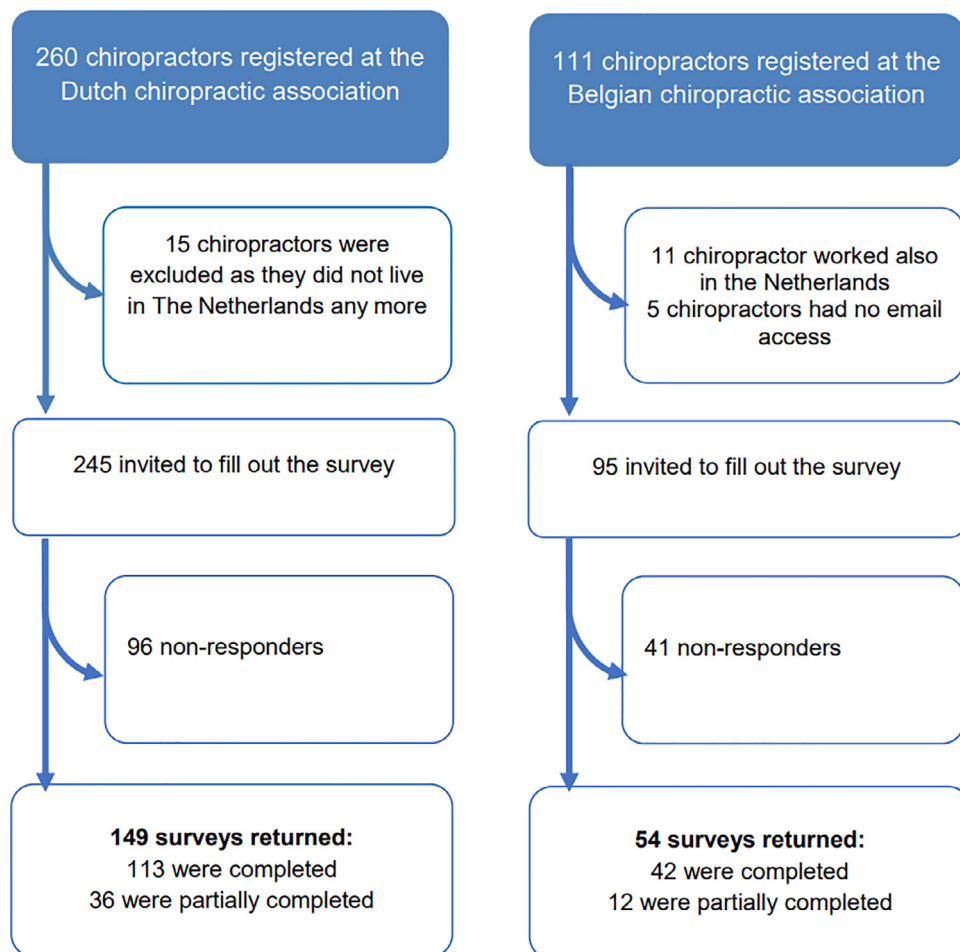 260 chiropractors registered at the
Dutch chiropractic association
15 chiropractors were
excluded as they did not live
in The Netherlands any more
245 invited to fill out the survey
96 non-responders
149 surveys returned:
113 were completed
36 were partially completed
111 chiropractors registered at the
Belgian chiropractic association
11 chiropractor worked also
in the Netherlands
5 chiropractors had no email
access
95 invited to fill out the survey
41 non-responders
54 surveys returned:
42 were completed
12 were partially completed